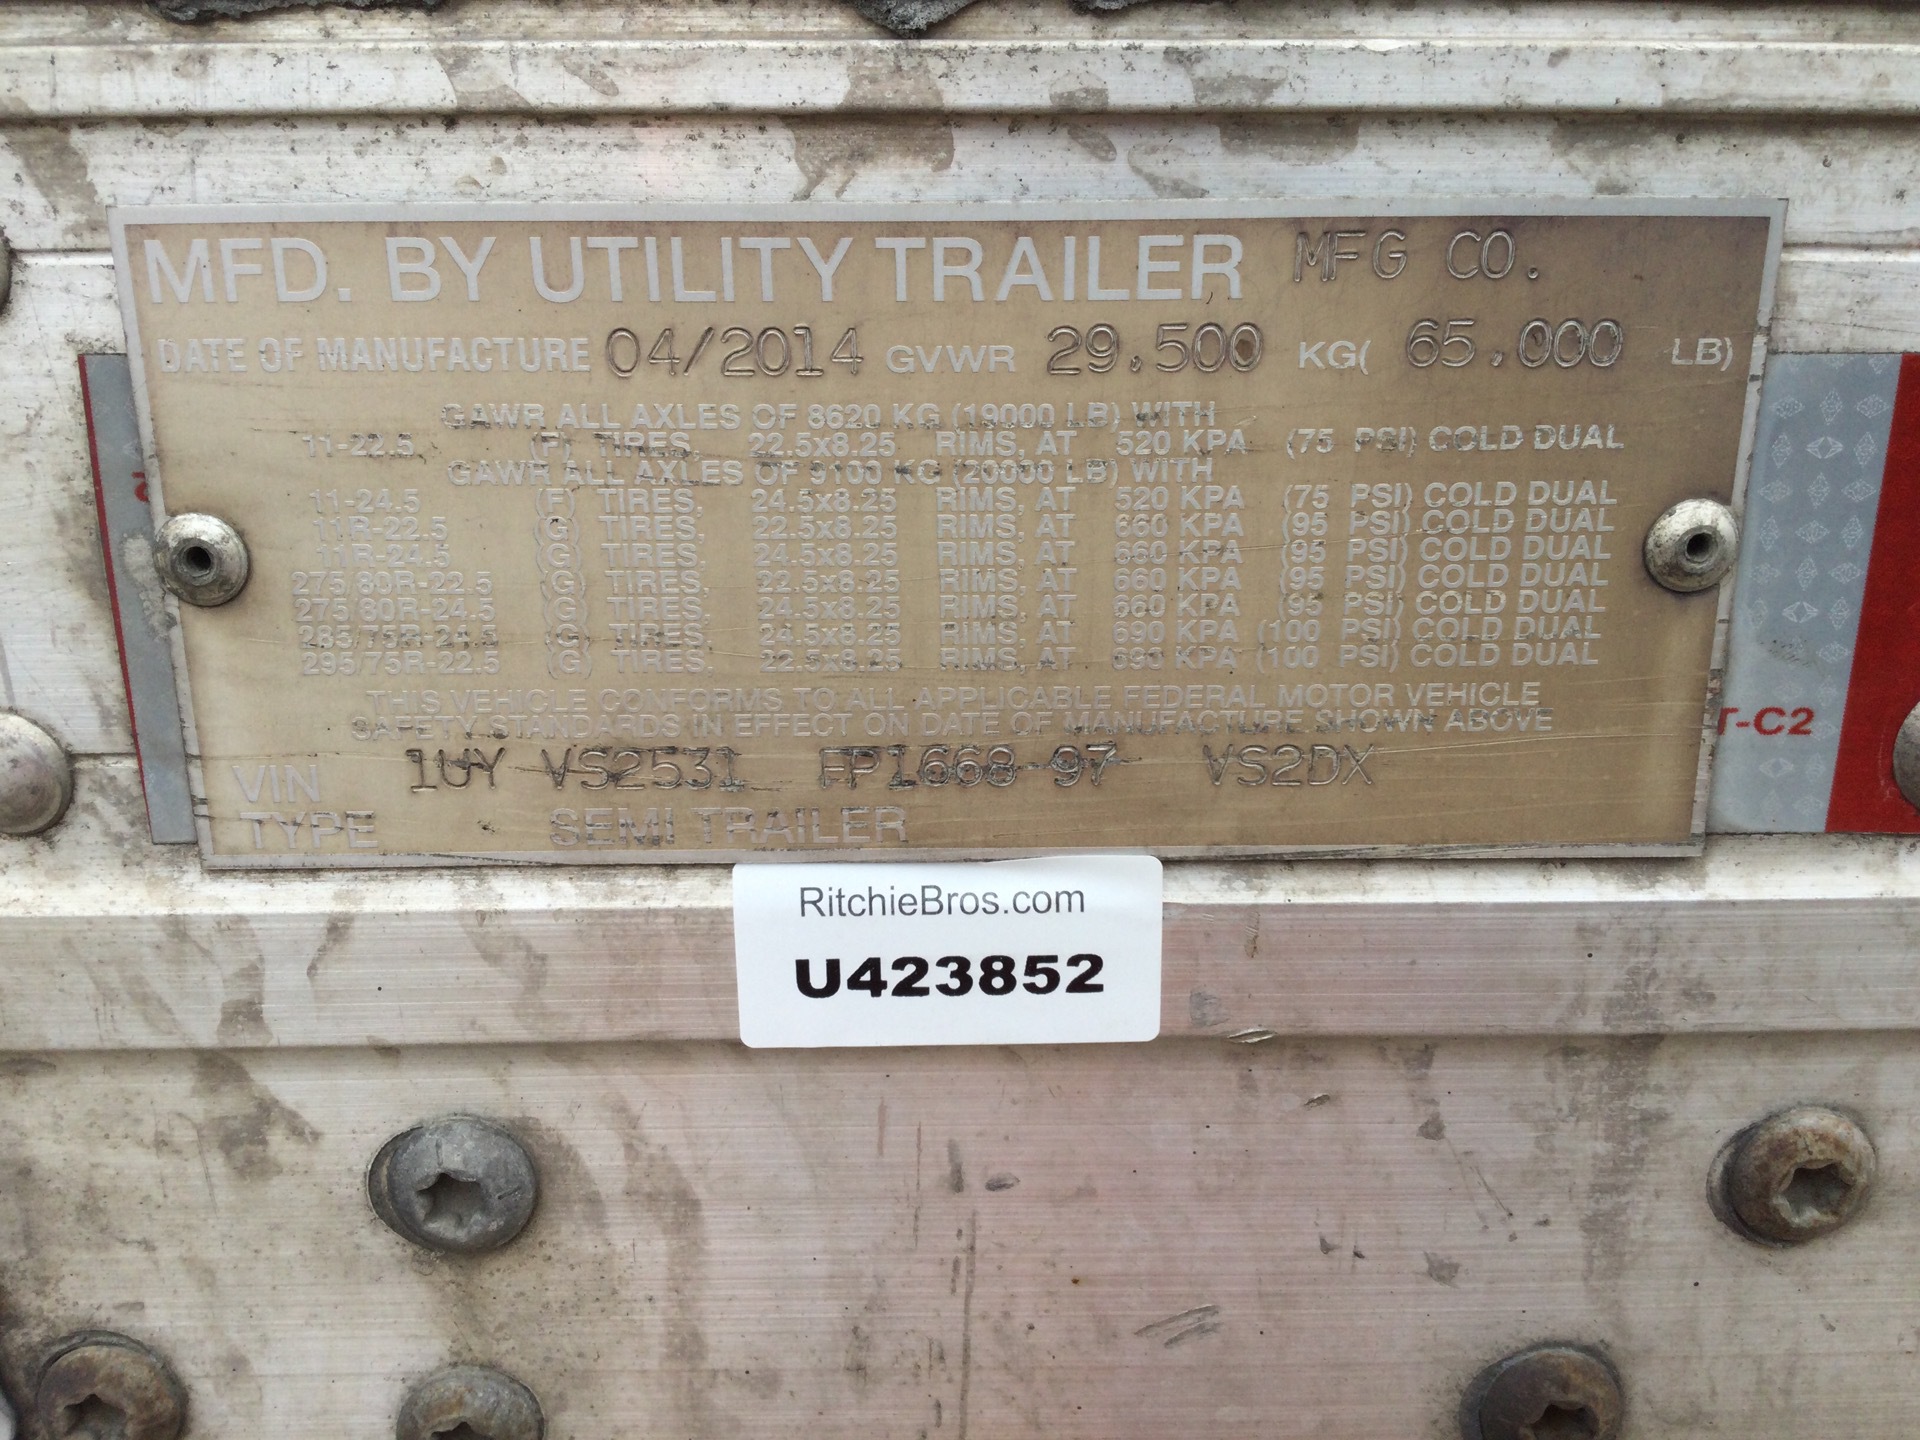 MFD. BY UTILITY TRAILER MFG CO.
DATE OF MANUFACTURE 04/2014 GVWR 29,500 KG( 65,000 LB)
GAWR ALL AXLES OF 8620 KG (19000 LB) WITH
11-22.5 (F) TIRES, 22.5x8.25 RIMS, AT 520 KPA (75 PSI) COLD DUAL
GAWR ALL AXLES OF 9100 KG (20000 LB) WITH
11-24.5 (F) TIRES, 24.5x8.25 RIMS, AT 520 KPA (75 PSI) COLD DUAL
11R-22.5 (G) TIRES, 22.5x8.25 RIMS, AT 660 KPA (95 PSI) COLD DUAL
11R-24.5 (G) TIRES, 24.5x8.25 RIMS, AT 660 KPA (95 PSI) COLD DUAL
275/80R-22.5 (G) TIRES, 22.5x8.25 RIMS, AT 660 KPA (95 PSI) COLD DUAL
275/80R-24.5 (G) TIRES, 24.5x8.25 RIMS, AT 660 KPA (95 PSI) COLD DUAL
285/75R-24.5 (G) TIRES, 24.5x8.25 RIMS, AT 690 KPA (100 PSI) COLD DUAL
295/75R-22.5 (G) TIRES, 22.5x8.25 RIMS, AT 690 KPA (100 PSI) COLD DUAL
THIS VEHICLE CONFORMS TO ALL APPLICABLE FEDERAL MOTOR VEHICLE
SAFETY STANDARDS IN EFFECT ON DATE OF MANUFACTURE SHOWN ABOVE
VIN 1UY VS2531 FP1668 97 VS2DX
TYPE SEMI TRAILER
T-C2
RitchieBros.com
U423852